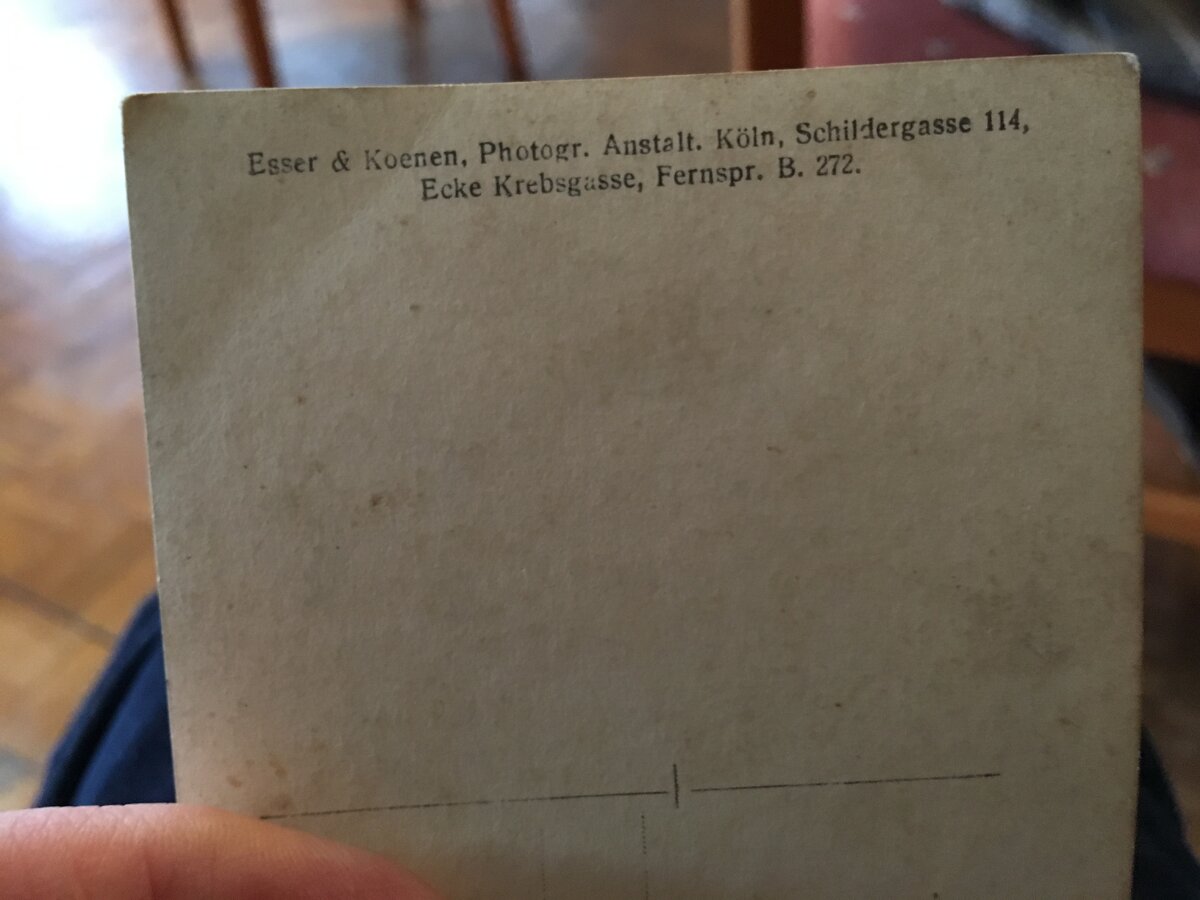 Esser & Koenen, Photogr. Anstalt. Köln, Schildergasse 114,
Ecke Krebsgasse, Fernspr. B. 272.